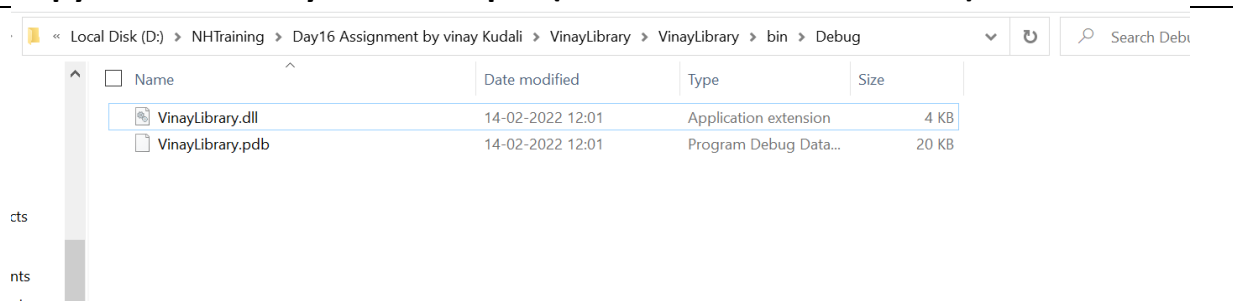 « Local Disk (D:) > NHTraining > Day16 Assignment by vinay Kudali > VinayLibrary > VinayLibrary > bin > Debug Search Debu
Name Date modified Type Size
VinayLibrary.dll 14-02-2022 12:01 Application extension 4 KB
VinayLibrary.pdb 14-02-2022 12:01 Program Debug Data... 20 KB
cts
nts